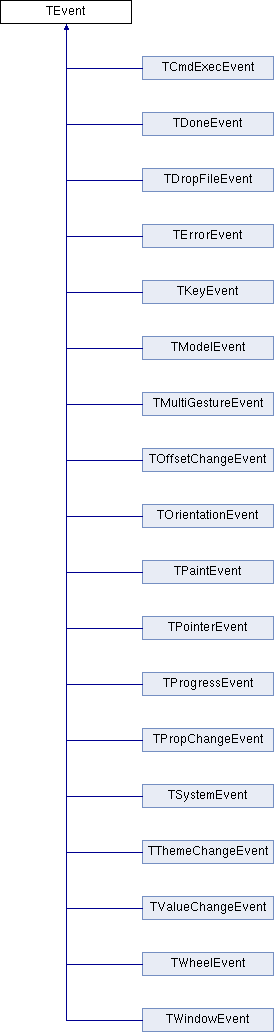 TEvent
TCmdExecEvent
TDoneEvent
TDropFileEvent
TErrorEvent
TKeyEvent
TModelEvent
TMultiGestureEvent
TOffsetChangeEvent
TOrientationEvent
TPaintEvent
TPointerEvent
TProgressEvent
TPropChangeEvent
TSystemEvent
TThemeChangeEvent
TValueChangeEvent
TWheelEvent
TWindowEvent